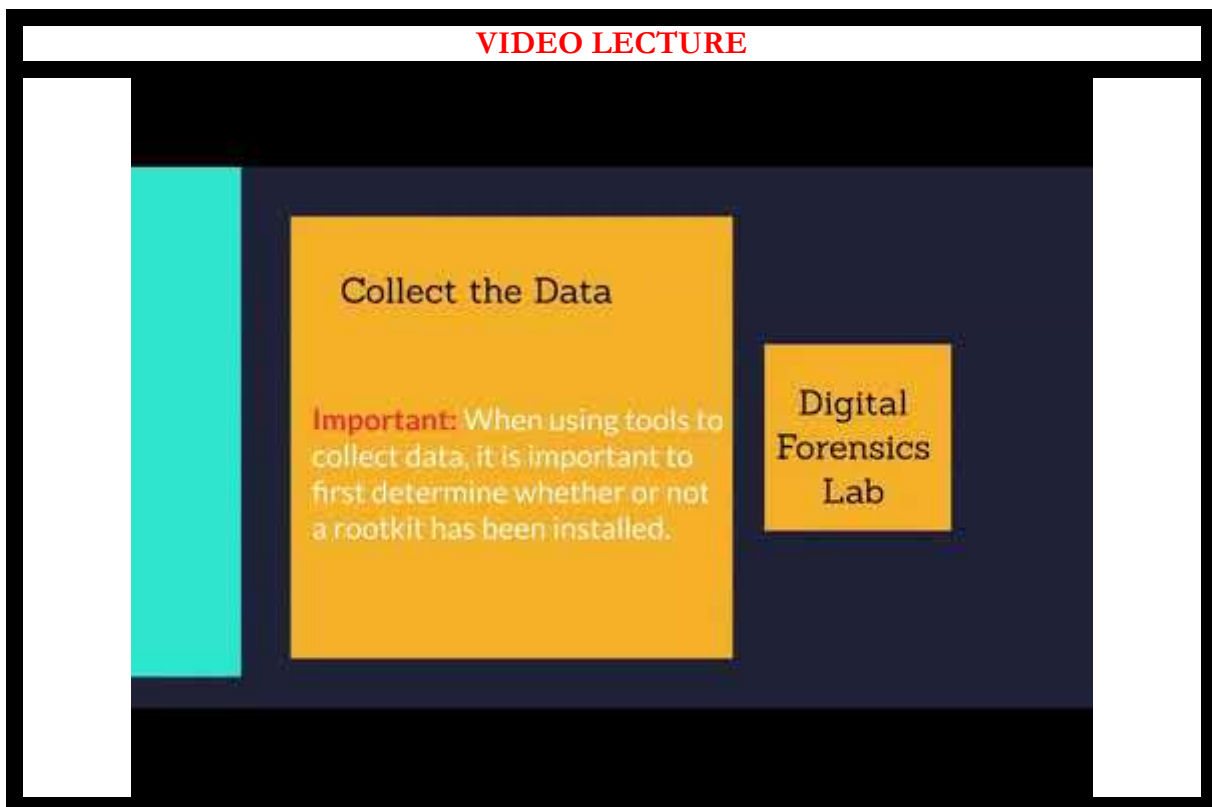 VIDEO LECTURE
Collect the Data
Important: When using tools to
collect data, it is important to
first determine whether or not
a rootkit has been installed.
Digital
Forensics
Lab